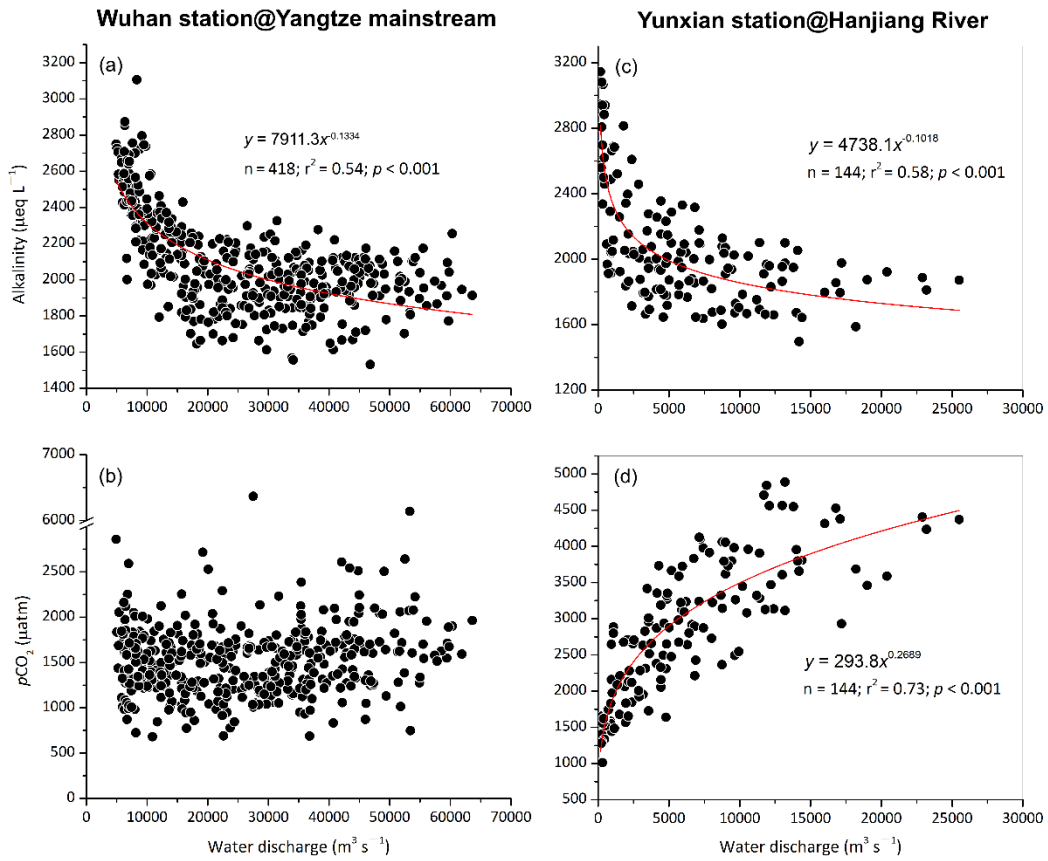 Wuhan station@Yangtze mainstream
Yunxian station@Hanjiang River
(a)
y = 7911.3x^-0.1334
n = 418; r² = 0.54; p < 0.001
Alkalinity (μeq L⁻¹)
3200
3000
2800
2600
2400
2200
2000
1800
1600
1400
0 10000 20000 30000 40000 50000 60000 70000
(c)
y = 4738.1x^-0.1018
n = 144; r² = 0.58; p < 0.001
3200
2800
2400
2000
1600
1200
0 5000 10000 15000 20000 25000 30000
(b)
pCO₂ (μatm)
7000
6000
2500
2000
1500
1000
500
0
0 10000 20000 30000 40000 50000 60000 70000
Water discharge (m³ s⁻¹)
(d)
y = 293.8x^0.2689
n = 144; r² = 0.73; p < 0.001
5000
4500
4000
3500
3000
2500
2000
1500
1000
500
0 5000 10000 15000 20000 25000 30000
Water discharge (m³ s⁻¹)